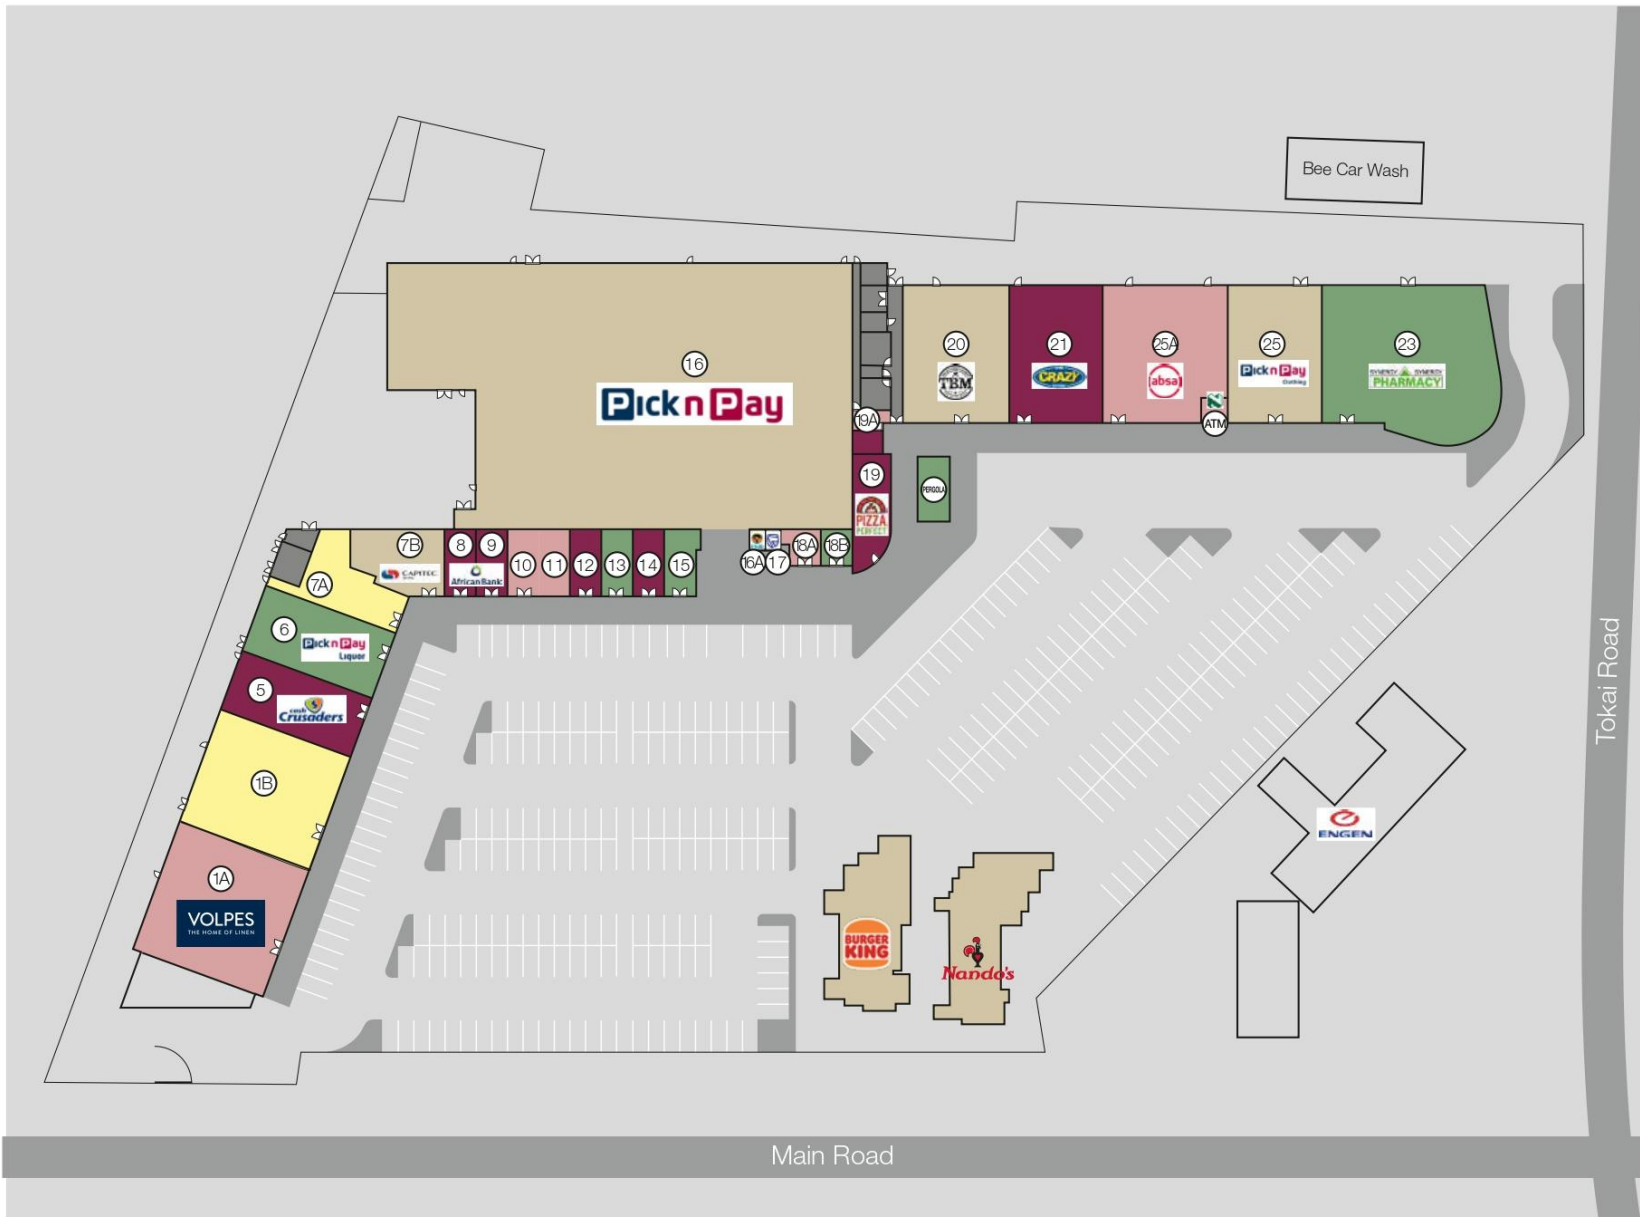 Bee Car Wash
16
Pick n Pay
20
TBM
21
CRAZY
25A
absa
ATM
25
Pick n Pay
Clothing
23
SYNERGY SYNERGY
PHARMACY
19A
19
PIZZA
PERFECT
PERGOLA
7B
CAPITEC
8
9
African Bank
10
11
12
13
14
15
16A
17
18A
18B
7A
6
Pick n Pay
Liquor
5
cash
Crusaders
1B
1A
VOLPES
THE HOME OF LINEN
BURGER
KING
Nando's
ENGEN
Tokai Road
Main Road